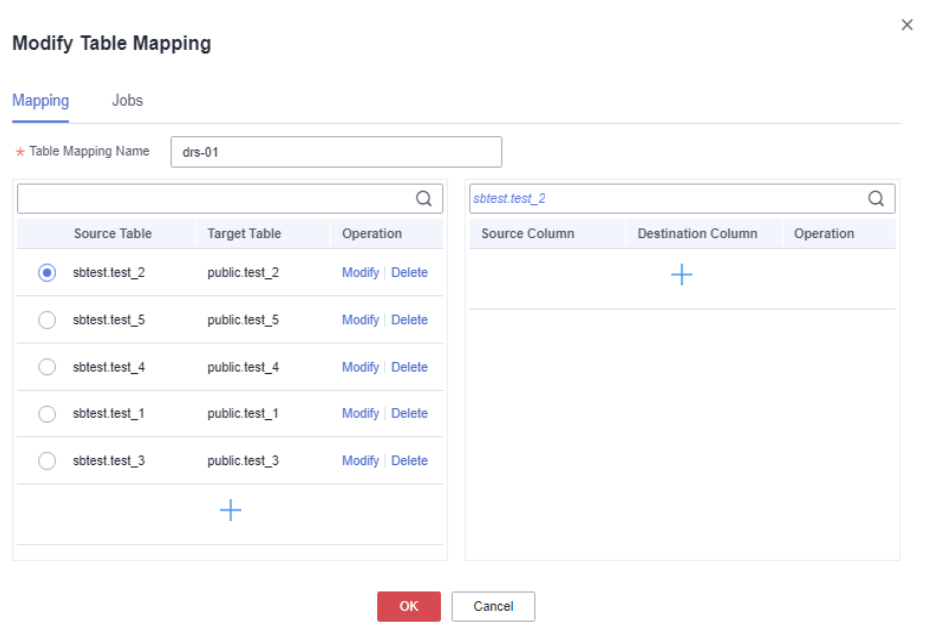 Modify Table Mapping
Mapping Jobs
* Table Mapping Name drs-01
sbtest.test_2
Source Table Target Table Operation
Source Column Destination Column Operation
sbtest.test_2 public.test_2 Modify | Delete
sbtest.test_5 public.test_5 Modify | Delete
sbtest.test_4 public.test_4 Modify | Delete
sbtest.test_1 public.test_1 Modify | Delete
sbtest.test_3 public.test_3 Modify | Delete
OK Cancel